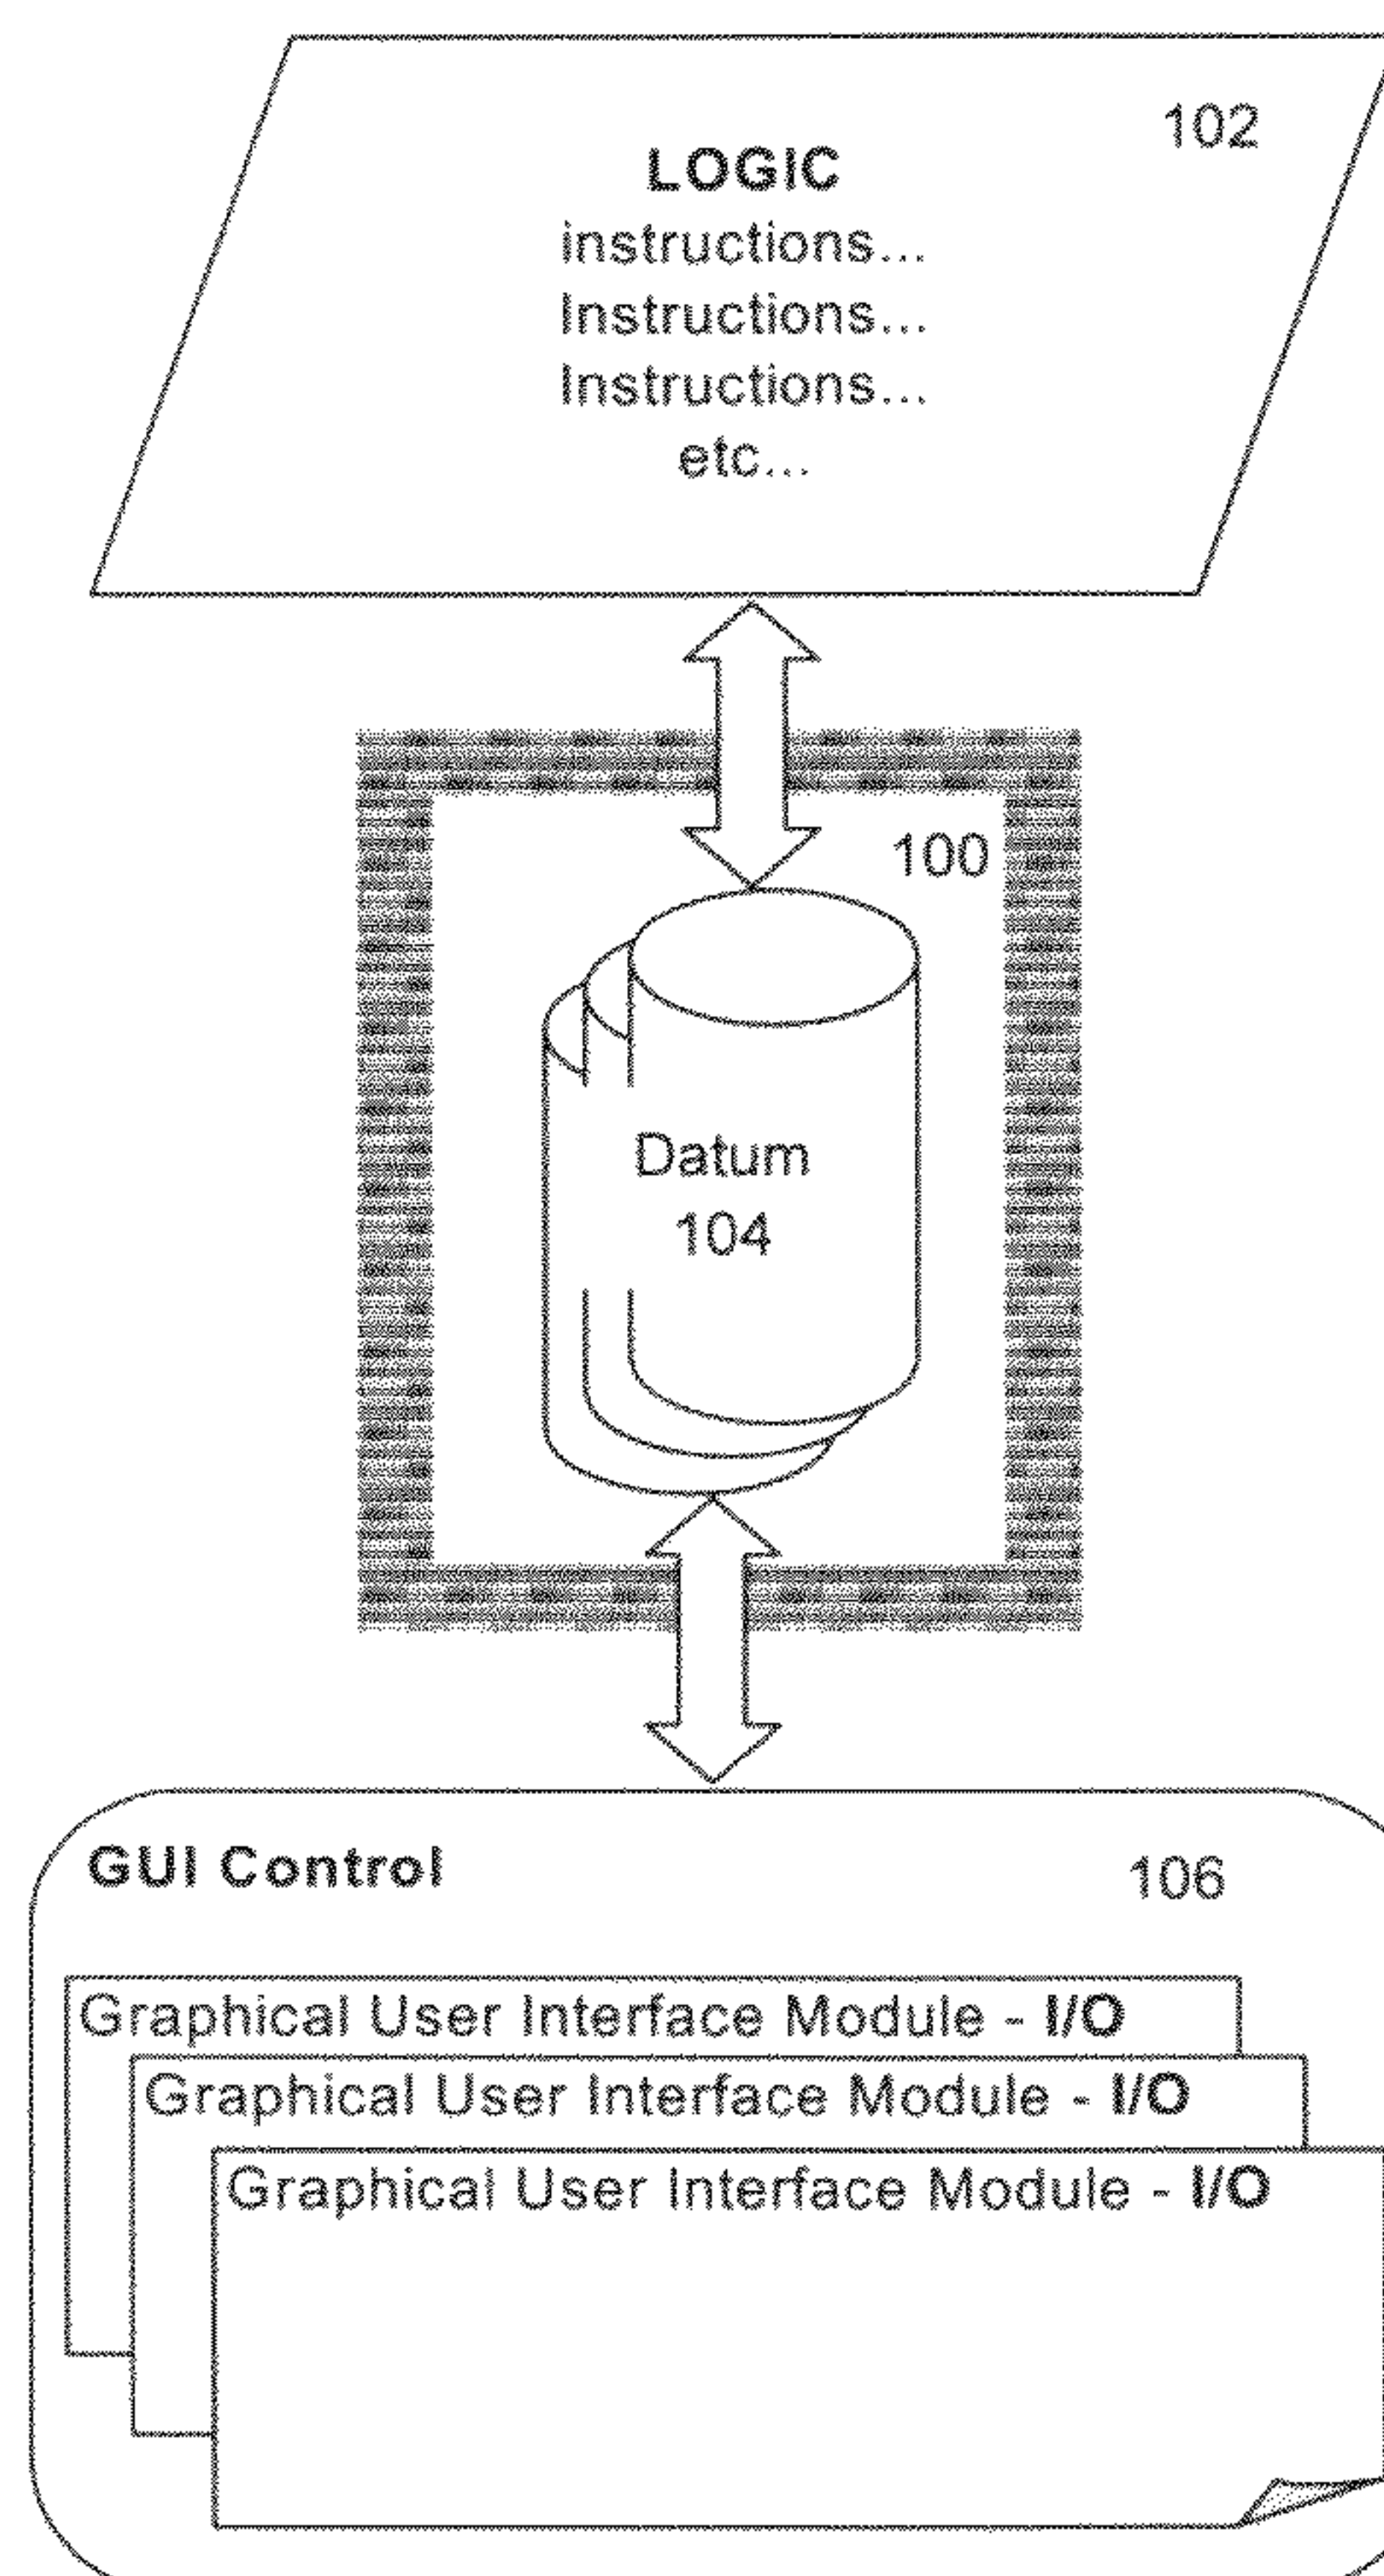 102
LOGIC
instructions...
Instructions...
Instructions...
etc...
100
Datum
104
GUI Control
106
Graphical User Interface Module - I/O
Graphical User Interface Module - I/O
Graphical User Interface Module - I/O